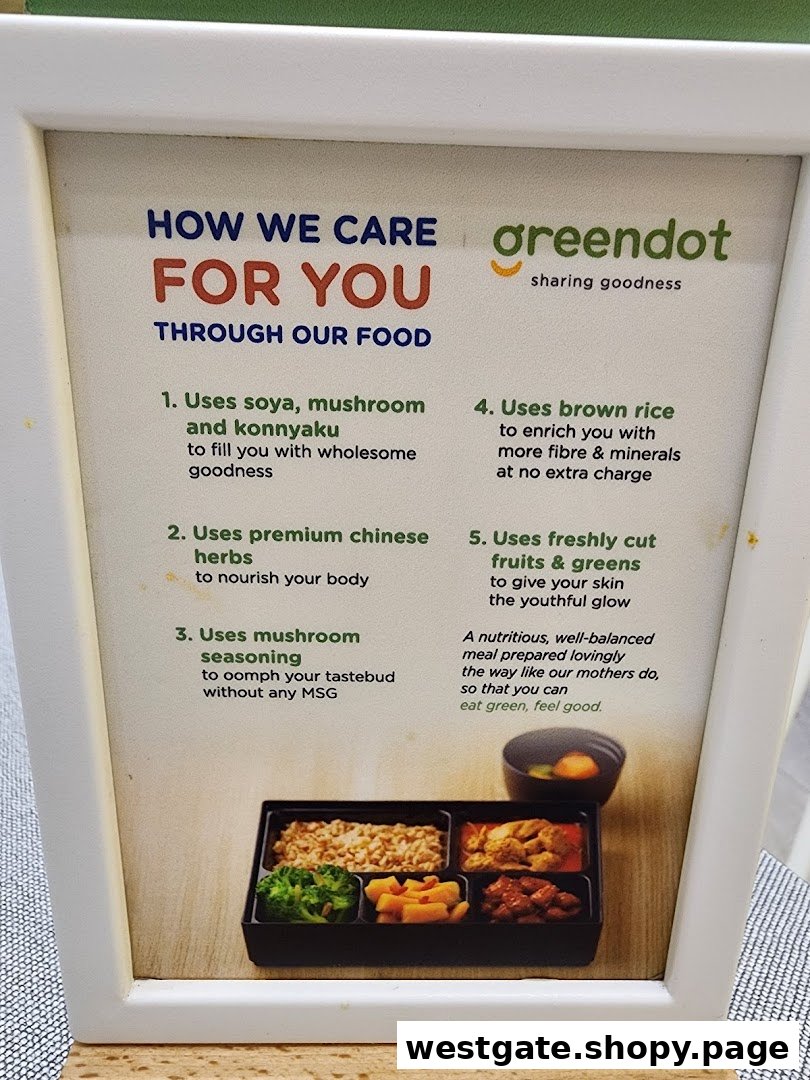 HOW WE CARE
FOR YOU
THROUGH OUR FOOD
greendot
sharing goodness
1. Uses soya, mushroom
and konnyaku
to fill you with wholesome
goodness
2. Uses premium chinese
herbs
to nourish your body
3. Uses mushroom
seasoning
to oomph your tastebud
without any MSG
4. Uses brown rice
to enrich you with
more fibre & minerals
at no extra charge
5. Uses freshly cut
fruits & greens
to give your skin
the youthful glow
A nutritious, well-balanced
meal prepared lovingly
the way like our mothers do,
so that you can
eat green, feel good.
westgate.shopy.page